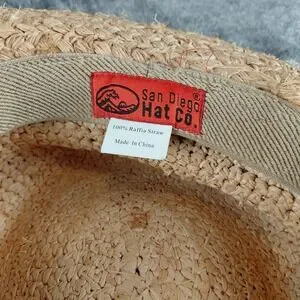 San Diego®
Hat Co.
100% Raffia Straw
Made In China